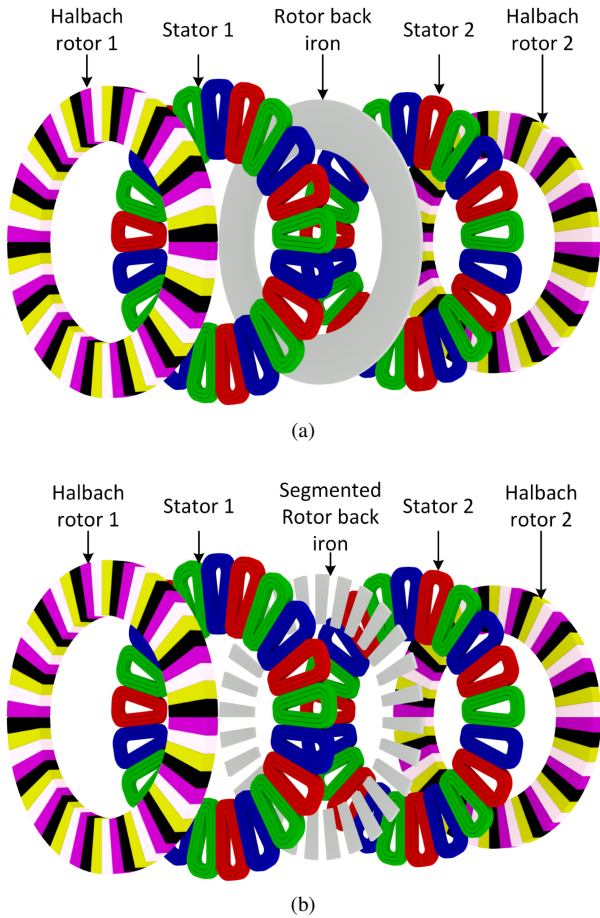 Halbach
rotor 1
Stator 1
Rotor back
iron
Stator 2
Halbach
rotor 2
(a)
Halbach
rotor 1
Stator 1
Segmented
Rotor back
iron
Stator 2
Halbach
rotor 2
(b)